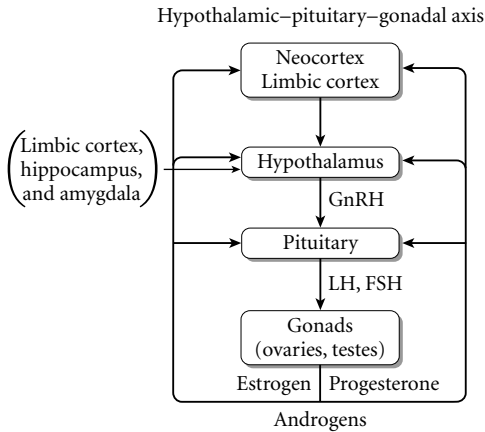 Hypothalamic–pituitary–gonadal axis
Neocortex
Limbic cortex
Limbic cortex,
hippocampus,
and amygdala
Hypothalamus
GnRH
Pituitary
LH, FSH
Gonads
(ovaries, testes)
Estrogen Progesterone
Androgens